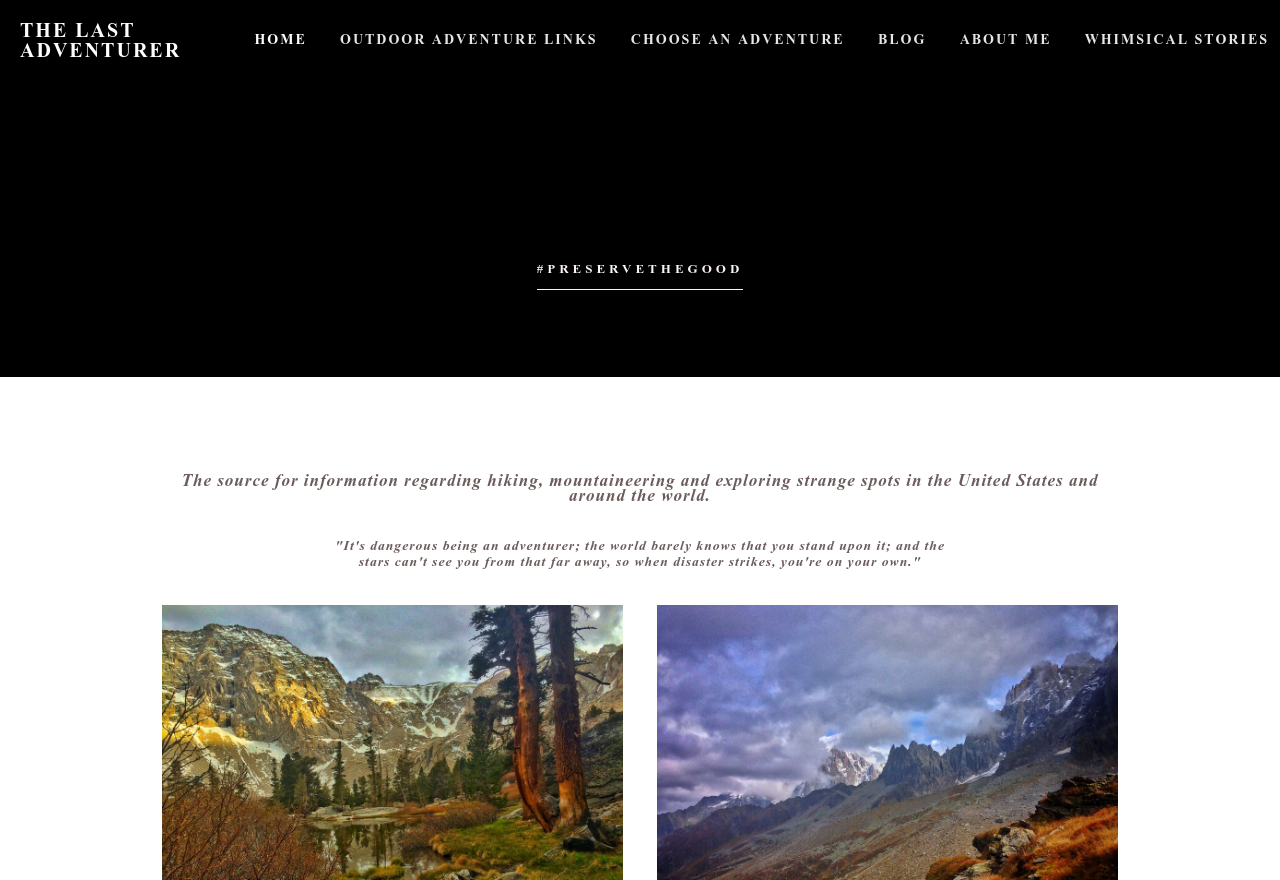 THE LAST
ADVENTURER
HOME OUTDOOR ADVENTURE LINKS CHOOSE AN ADVENTURE BLOG ABOUT ME WHIMSICAL STORIES
#PRESERVETHEGOOD
The source for information regarding hiking, mountaineering and exploring strange spots in the United States and
around the world.
"It's dangerous being an adventurer; the world barely knows that you stand upon it; and the
stars can't see you from that far away, so when disaster strikes, you're on your own."